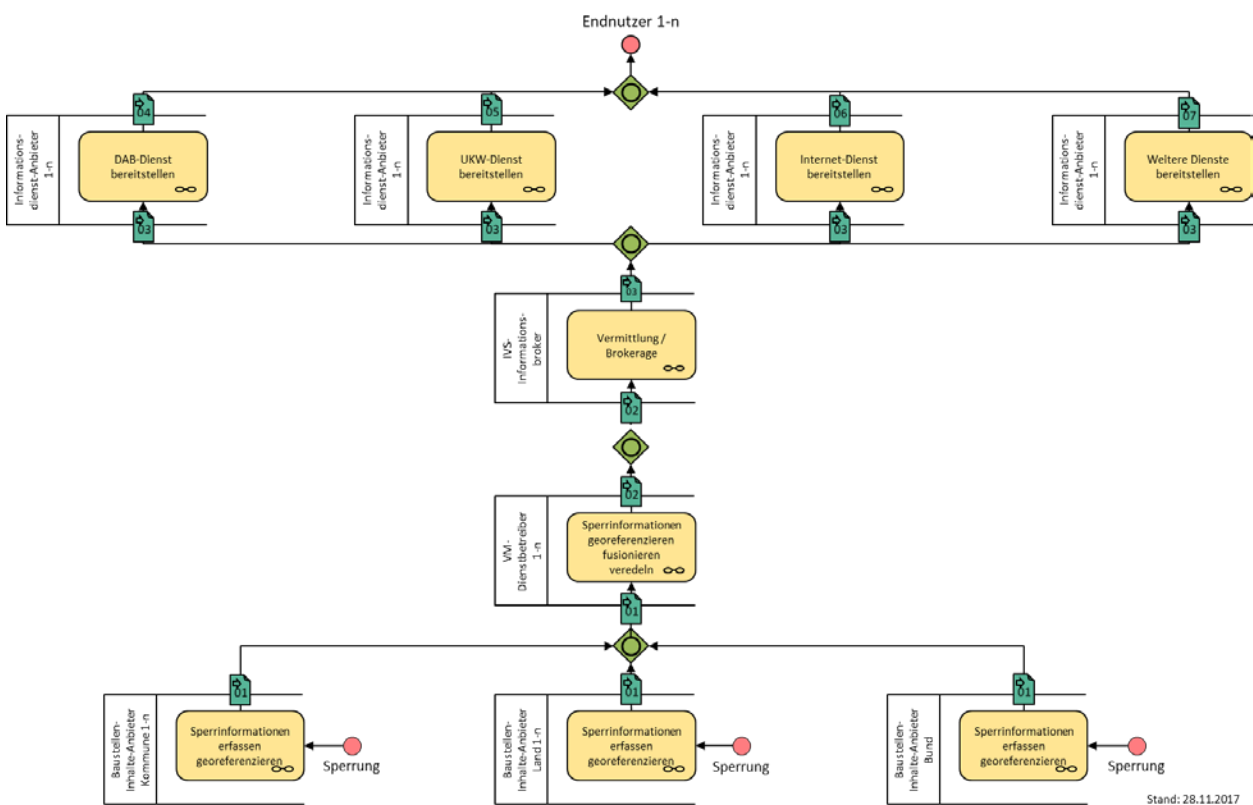 Endnutzer 1-n
04
05
06
07
Informations-
dienst-Anbieter
1-n
DAB-Dienst
bereitstellen
Informations-
dienst-Anbieter
1-n
UKW-Dienst
bereitstellen
Informations-
dienst-Anbieter
1-n
Internet-Dienst
bereitstellen
Informations-
dienst-Anbieter
1-n
Weitere Dienste
bereitstellen
03
03
03
03
03
IVS-
Informations-
broker
Vermittlung /
Brokerage
02
02
VM-
Dienstbetreiber
1-n
Sperrinformationen
georeferenzieren
fusionieren
veredeln
01
01
01
01
Baustellen-
Inhalte-Anbieter
Kommune 1-n
Sperrinformationen
erfassen
georeferenzieren
Sperrung
Baustellen-
Inhalte-Anbieter
Land 1-n
Sperrinformationen
erfassen
georeferenzieren
Sperrung
Baustellen-
Inhalte-Anbieter
Bund
Sperrinformationen
erfassen
georeferenzieren
Sperrung
Stand: 28.11.2017